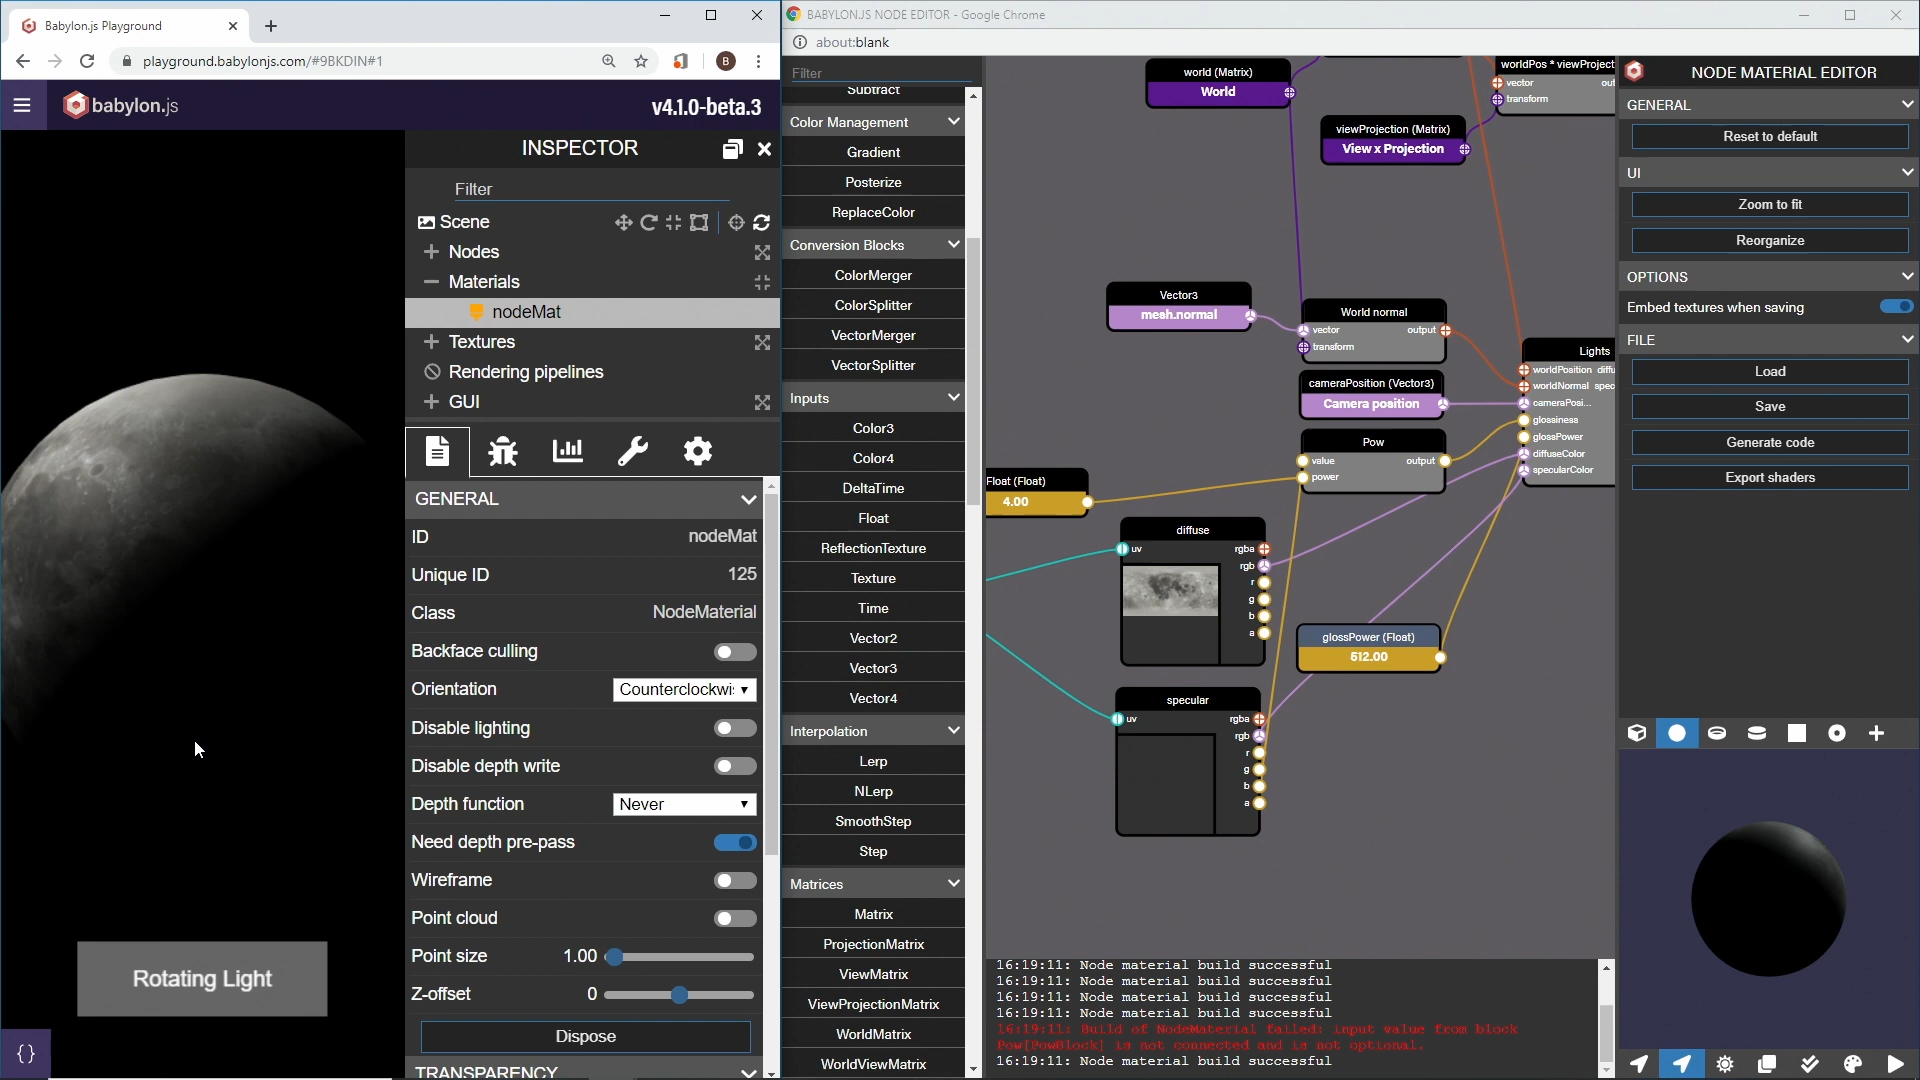 Babylon.js Playground
playground.babylonjs.com/#9BKDIN#1
B
babylon.js
v4.1.0-beta.3
INSPECTOR
Filter
Scene
Nodes
Materials
nodeMat
Textures
Rendering pipelines
GUI
GENERAL
ID nodeMat
Unique ID 125
Class NodeMaterial
Backface culling
Orientation Counterclockwi:
Disable lighting
Disable depth write
Depth function Never
Need depth pre-pass
Wireframe
Point cloud
Point size 1.00
Z-offset 0
Dispose
TRANSPARENCY
Rotating Light
{}
BABYLON.JS NODE EDITOR - Google Chrome
about:blank
Filter
Subtract
Color Management
Gradient
Posterize
ReplaceColor
Conversion Blocks
ColorMerger
ColorSplitter
VectorMerger
VectorSplitter
Inputs
Color3
Color4
DeltaTime
Float
ReflectionTexture
Texture
Time
Vector2
Vector3
Vector4
Interpolation
Lerp
NLerp
SmoothStep
Step
Matrices
Matrix
ProjectionMatrix
ViewMatrix
ViewProjectionMatrix
WorldMatrix
WorldViewMatrix
world (Matrix)
World
worldPos * viewProject
vector out
transform
viewProjection (Matrix)
View x Projection
Vector3
mesh.normal
World normal
vector output
transform
cameraPosition (Vector3)
Camera position
Lights
worldPosition diffu
worldNormal spec
cameraPosi...
glossiness
glossPower
diffuseColor
specularColor
Pow
value output
power
Float (Float)
4.00
diffuse
uv rgba
rgb
r
g
b
a
glossPower (Float)
512.00
specular
uv rgba
rgb
r
g
b
a
16:19:11: Node material build successful
16:19:11: Node material build successful
16:19:11: Node material build successful
16:19:11: Node material build successful
16:19:11: Build of NodeMaterial failed: input value from block
Pow[PowBlock] is not connected and is not optional.
16:19:11: Node material build successful
NODE MATERIAL EDITOR
GENERAL
Reset to default
UI
Zoom to fit
Reorganize
OPTIONS
Embed textures when saving
FILE
Load
Save
Generate code
Export shaders